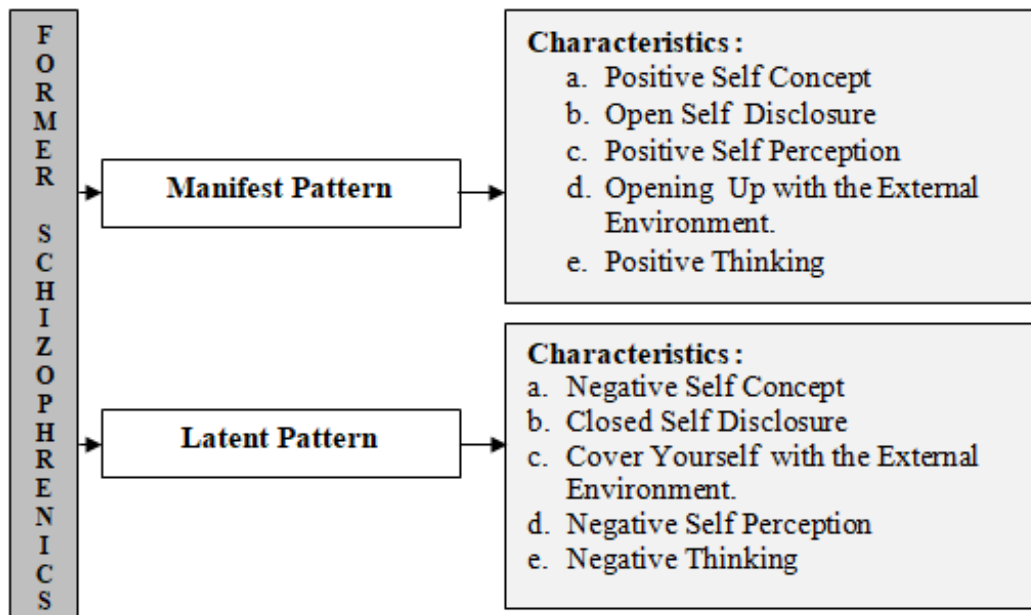 FORMER SCHIZOPHRENICS
Manifest Pattern
Characteristics :
a. Positive Self Concept
b. Open Self Disclosure
c. Positive Self Perception
d. Opening Up with the External
Environment.
e. Positive Thinking
Latent Pattern
Characteristics :
a. Negative Self Concept
b. Closed Self Disclosure
c. Cover Yourself with the External
Environment.
d. Negative Self Perception
e. Negative Thinking